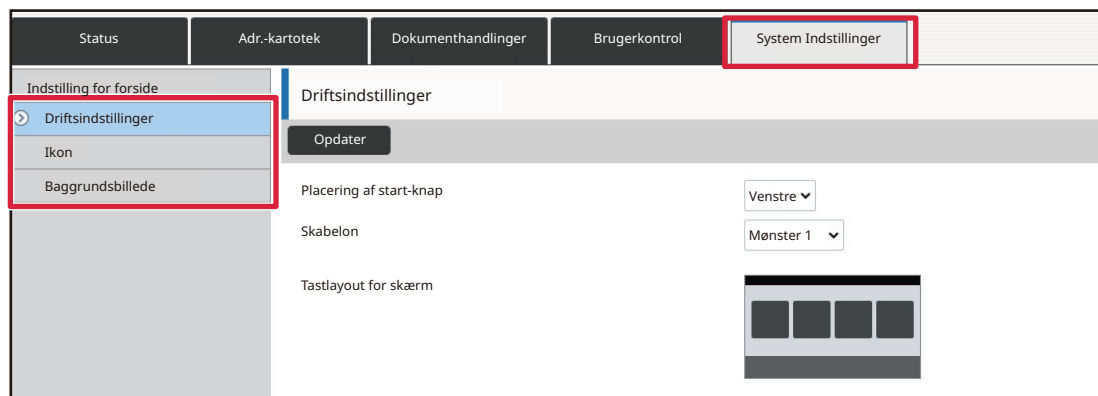 Status
Adr.-kartotek
Dokumenthandlinger
Brugerkontrol
System Indstillinger
Indstilling for forside
Driftsindstillinger
Ikon
Baggrundsbillede
Driftsindstillinger
Opdater
Placering af start-knap
Venstre
Skabelon
Mønster 1
Tastlayout for skærm